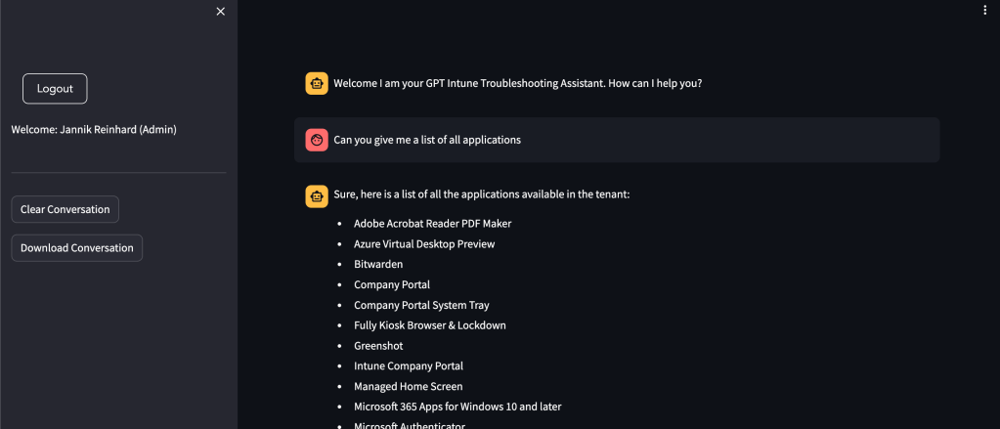 Logout
Welcome: Jannik Reinhard (Admin)
Clear Conversation
Download Conversation
Welcome I am your GPT Intune Troubleshooting Assistant. How can I help you?
Can you give me a list of all applications
Sure, here is a list of all the applications available in the tenant:
• Adobe Acrobat Reader PDF Maker
• Azure Virtual Desktop Preview
• Bitwarden
• Company Portal
• Company Portal System Tray
• Fully Kiosk Browser & Lockdown
• Greenshot
• Intune Company Portal
• Managed Home Screen
• Microsoft 365 Apps for Windows 10 and later
• Microsoft Authenticator